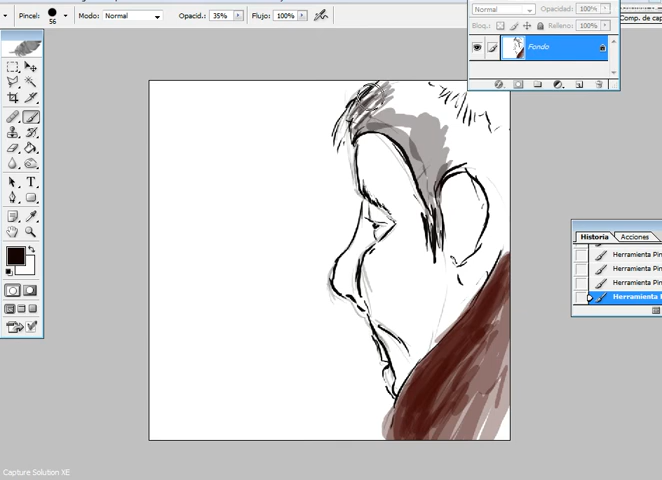 Pincel: 56 Modo: Normal Opacid.: 35% Flujo: 100%
Normal Opacidad: 100%
Comp. de cap
Bloq.: Relleno: 100%
Fondo
T
Historia Acciones
Herramienta Pin
Herramienta Pin
Herramienta Pin
Herramienta
Capture Solution XE